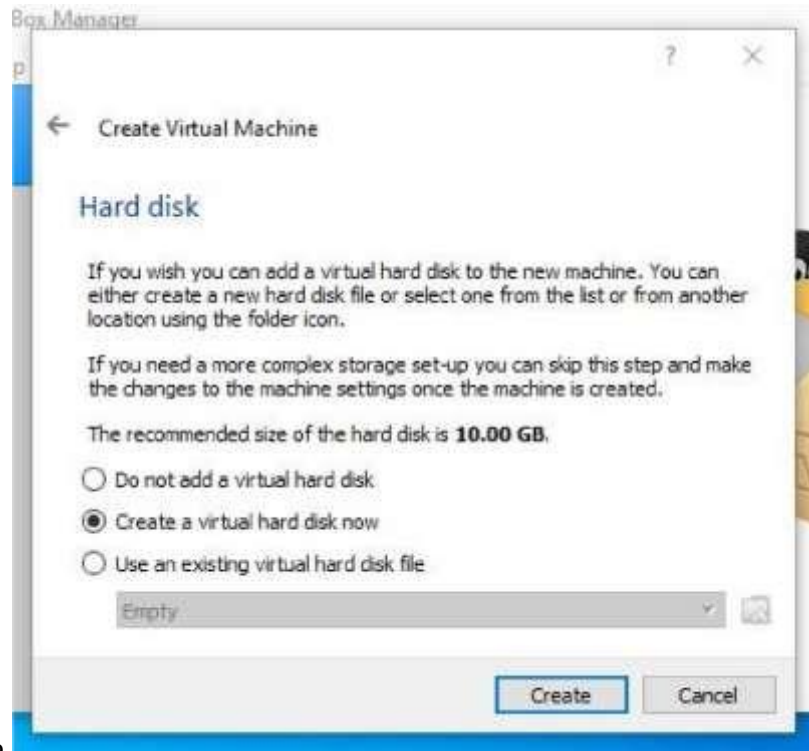 Box Manager
p
?
Create Virtual Machine
Hard disk
If you wish you can add a virtual hard disk to the new machine. You can
either create a new hard disk file or select one from the list or from another
location using the folder icon.
If you need a more complex storage set-up you can skip this step and make
the changes to the machine settings once the machine is created.
The recommended size of the hard disk is 10.00 GB.
Do not add a virtual hard disk
Create a virtual hard disk now
Use an existing virtual hard disk file
Empty
Create Cancel